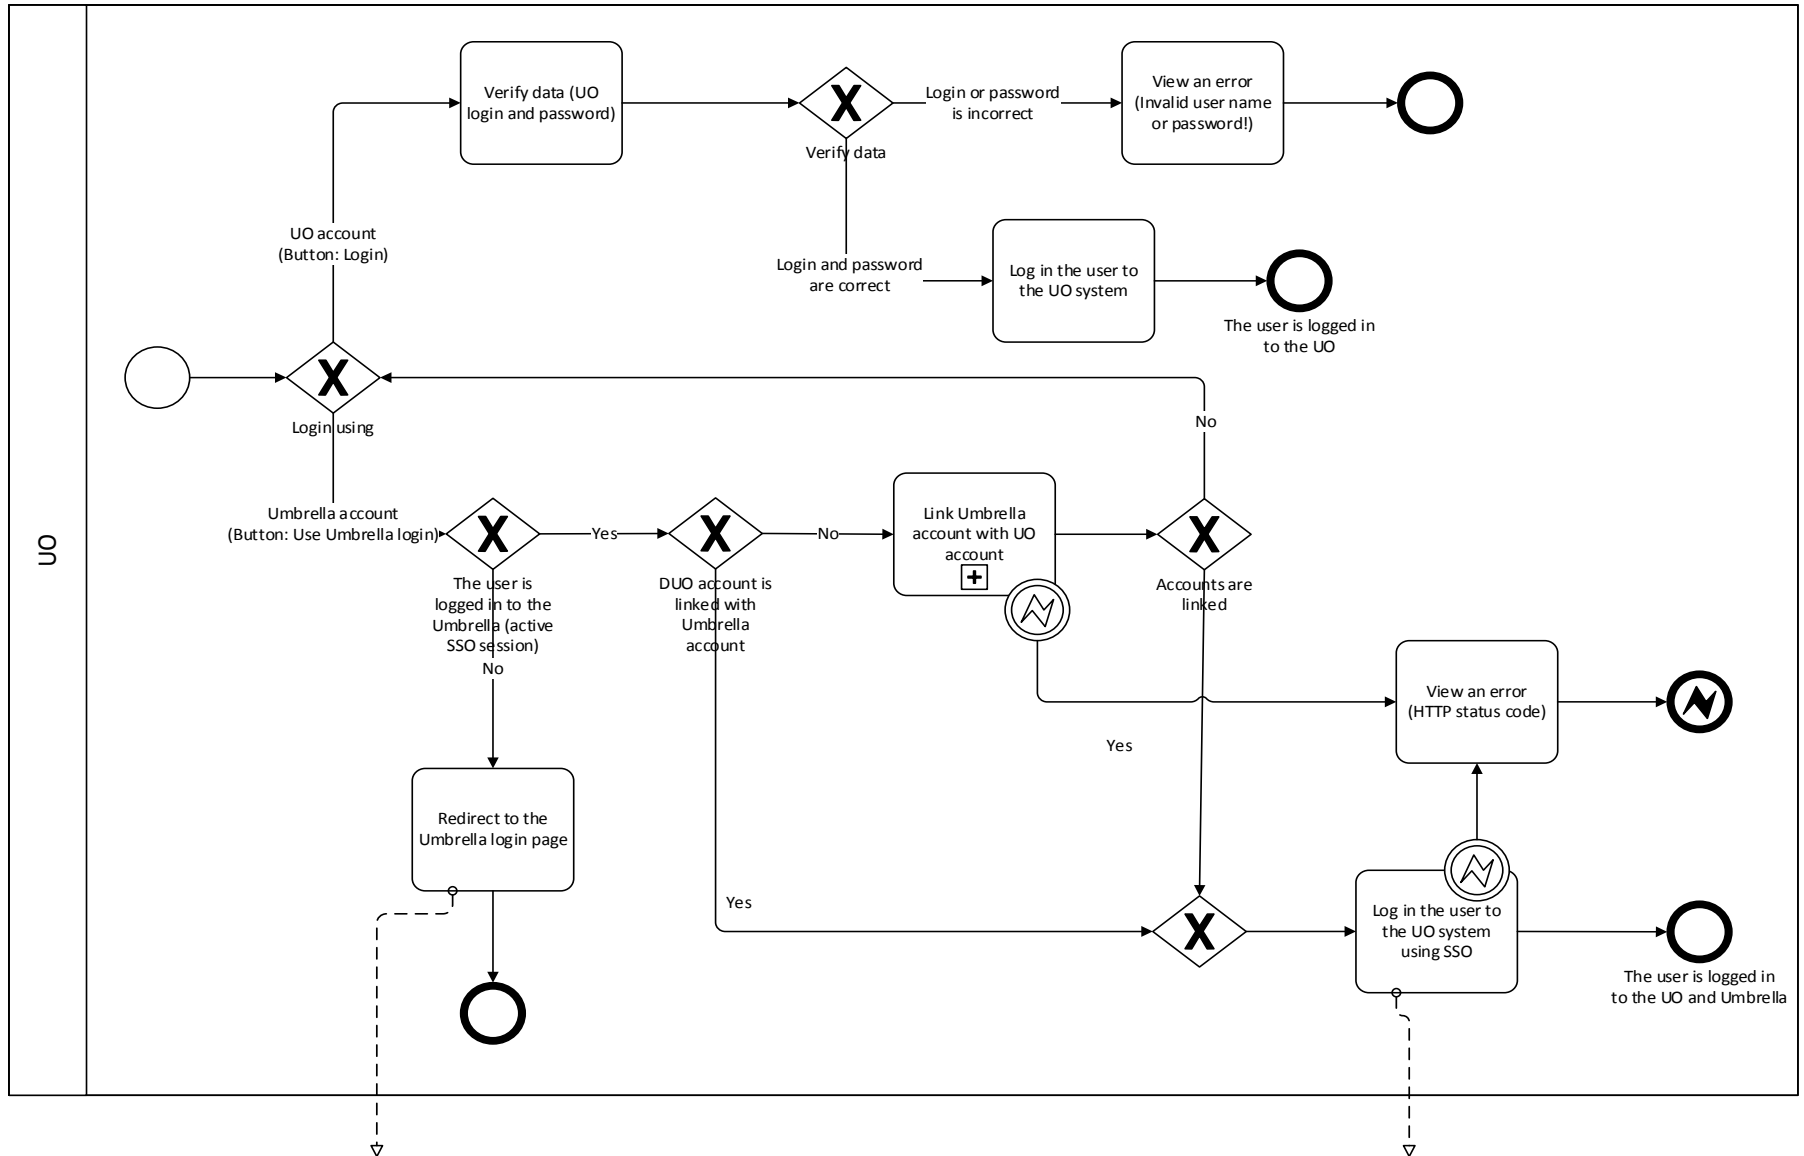 UO
Verify data (UO
login and password)
Verify data
Login or password
is incorrect
View an error
(Invalid user name
or password!)
UO account
(Button: Login)
Login and password
are correct
Log in the user to
the UO system
The user is logged in
to the UO
Login using
No
Umbrella account
(Button: Use Umbrella login)
Yes
No
Link Umbrella
account with UO
account
The user is
logged in to the
Umbrella (active
SSO session)
No
DUO account is
linked with
Umbrella
account
Accounts are
linked
View an error
(HTTP status code)
Yes
Redirect to the
Umbrella login page
Yes
Log in the user to
the UO system
using SSO
The user is logged in
to the UO and Umbrella